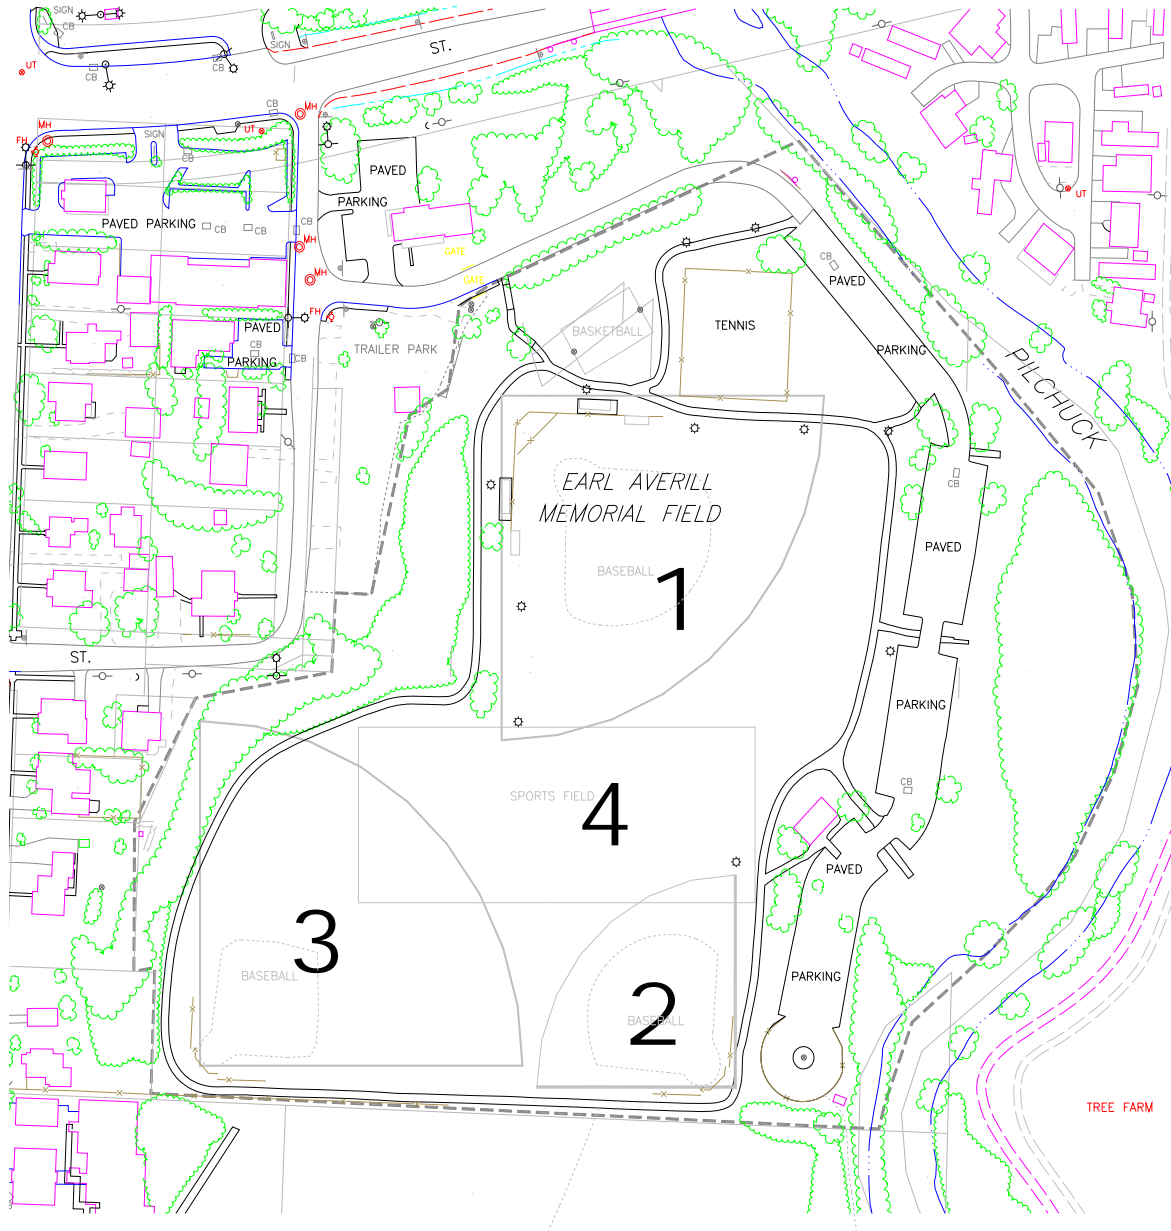 SIGN
CB
SIGN
ST.
UT
CB
CB
CB
MH
MH
SIGN
UT
FH
CB
PAVED
UT
PARKING
PAVED PARKING
CB
CB
CB
MH
GATE
CB
MH
GATE
PAVED
FH
PAVED
BASKETBALL
TENNIS
CB
TRAILER PARK
PARKING
PARKING
CB
PILCHUCK
EARL AVERILL
MEMORIAL FIELD
CB
PAVED
BASEBALL
1
ST.
PARKING
CB
SPORTS FIELD
4
PAVED
3
BASEBALL
PARKING
2
BASEBALL
TREE FARM